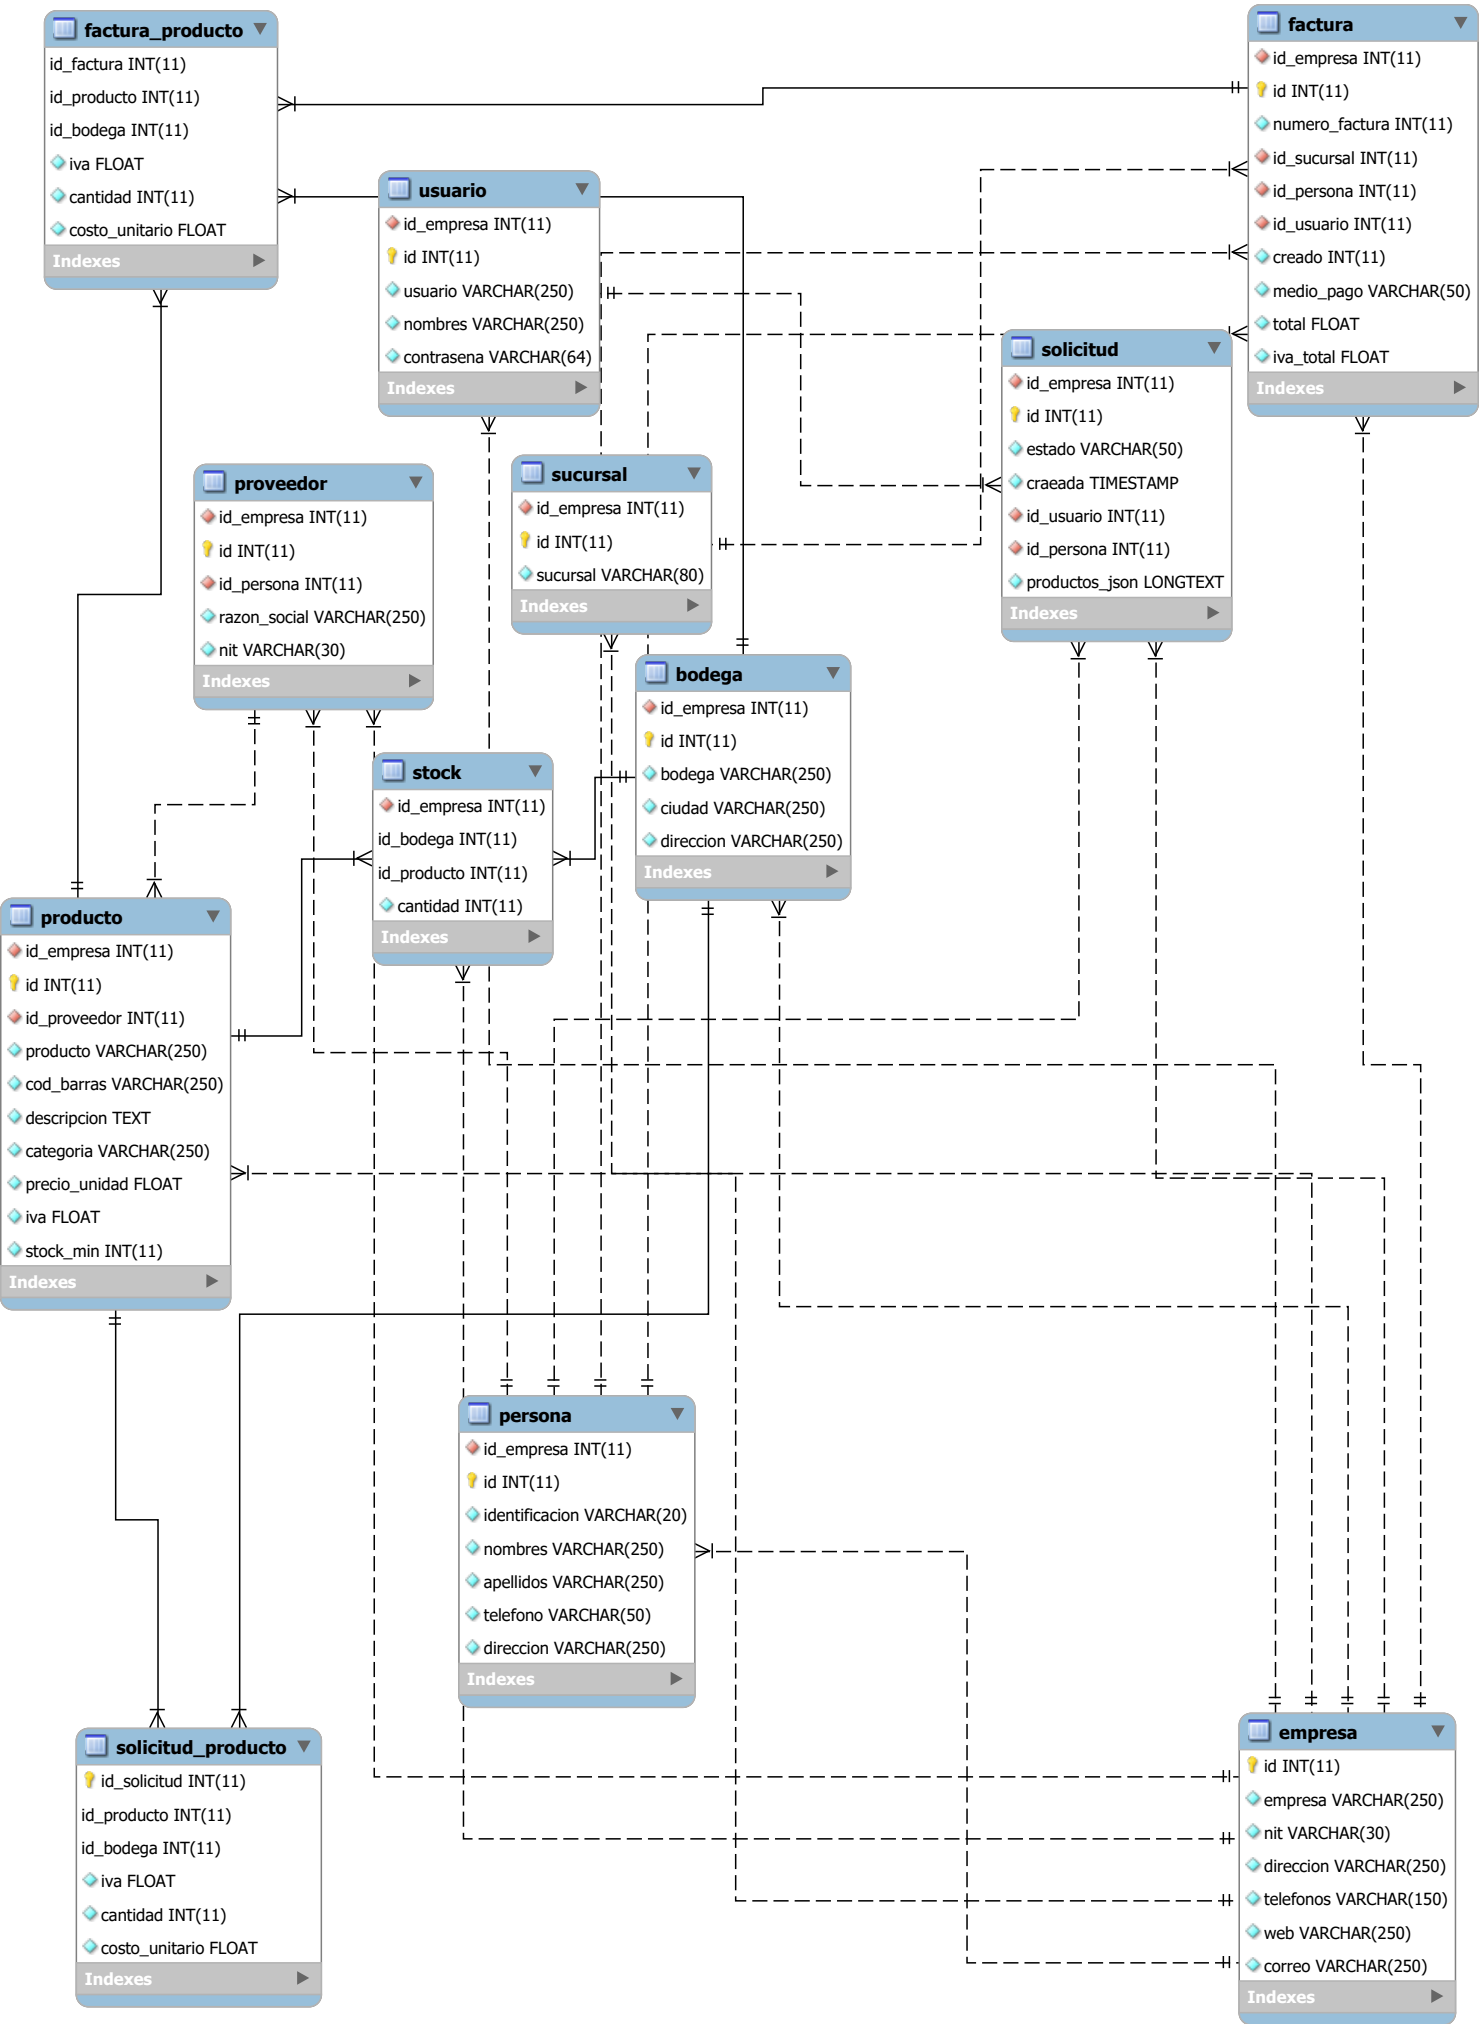 factura_producto
id_factura INT(11)
id_producto INT(11)
id_bodega INT(11)
iva FLOAT
cantidad INT(11)
costo_unitario FLOAT
Indexes
factura
id_empresa INT(11)
id INT(11)
numero_factura INT(11)
id_sucursal INT(11)
id_persona INT(11)
id_usuario INT(11)
creado INT(11)
medio_pago VARCHAR(50)
total FLOAT
iva_total FLOAT
Indexes
usuario
id_empresa INT(11)
id INT(11)
usuario VARCHAR(250)
nombres VARCHAR(250)
contrasena VARCHAR(64)
Indexes
solicitud
id_empresa INT(11)
id INT(11)
estado VARCHAR(50)
craeada TIMESTAMP
id_usuario INT(11)
id_persona INT(11)
productos_json LONGTEXT
Indexes
proveedor
id_empresa INT(11)
id INT(11)
id_persona INT(11)
razon_social VARCHAR(250)
nit VARCHAR(30)
Indexes
sucursal
id_empresa INT(11)
id INT(11)
sucursal VARCHAR(80)
Indexes
bodega
id_empresa INT(11)
id INT(11)
bodega VARCHAR(250)
ciudad VARCHAR(250)
direccion VARCHAR(250)
Indexes
stock
id_empresa INT(11)
id_bodega INT(11)
id_producto INT(11)
cantidad INT(11)
Indexes
producto
id_empresa INT(11)
id INT(11)
id_proveedor INT(11)
producto VARCHAR(250)
cod_barras VARCHAR(250)
descripcion TEXT
categoria VARCHAR(250)
precio_unidad FLOAT
iva FLOAT
stock_min INT(11)
Indexes
persona
id_empresa INT(11)
id INT(11)
identificacion VARCHAR(20)
nombres VARCHAR(250)
apellidos VARCHAR(250)
telefono VARCHAR(50)
direccion VARCHAR(250)
Indexes
solicitud_producto
id_solicitud INT(11)
id_producto INT(11)
id_bodega INT(11)
iva FLOAT
cantidad INT(11)
costo_unitario FLOAT
Indexes
empresa
id INT(11)
empresa VARCHAR(250)
nit VARCHAR(30)
direccion VARCHAR(250)
telefonos VARCHAR(150)
web VARCHAR(250)
correo VARCHAR(250)
Indexes